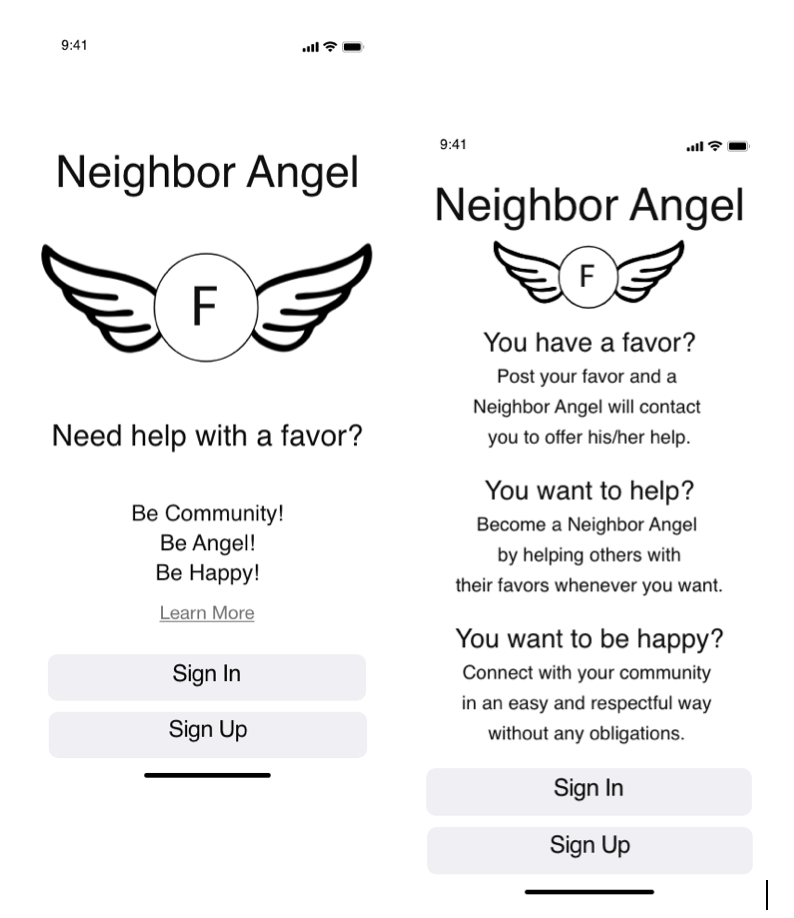 9:41
Neighbor Angel
F
Need help with a favor?
Be Community!
Be Angel!
Be Happy!
Learn More
Sign In
Sign Up
9:41
Neighbor Angel
F
You have a favor?
Post your favor and a
Neighbor Angel will contact
you to offer his/her help.
You want to help?
Become a Neighbor Angel
by helping others with
their favors whenever you want.
You want to be happy?
Connect with your community
in an easy and respectful way
without any obligations.
Sign In
Sign Up